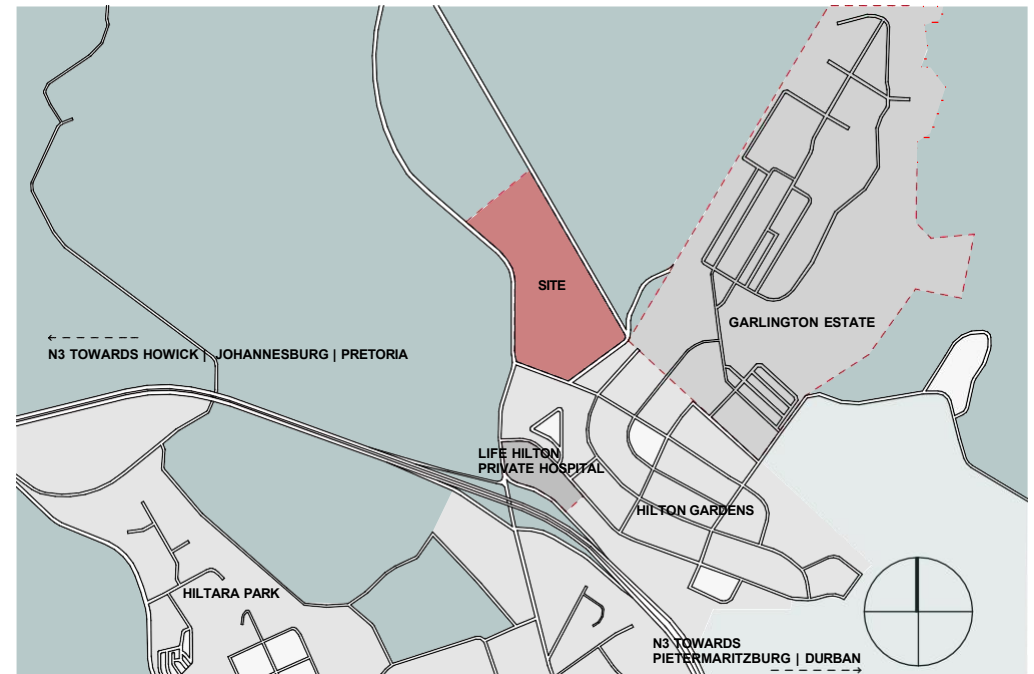 SITE
GARLINGTON ESTATE
N3 TOWARDS HOWICK | JOHANNESBURG | PRETORIA
LIFE HILTON
PRIVATE HOSPITAL
HILTON GARDENS
HILTARA PARK
N3 TOWARDS
PIETERMARITZBURG | DURBAN